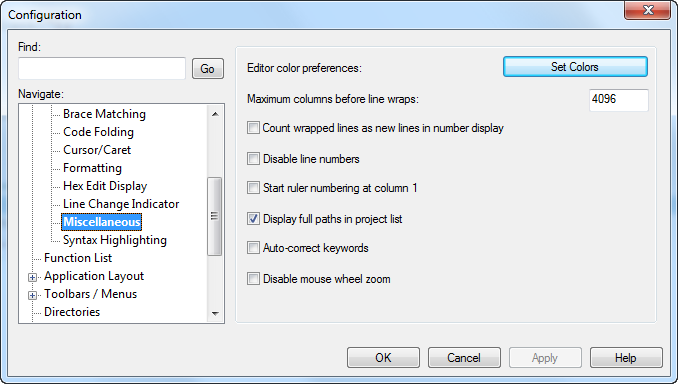 Configuration
Find:
Go
Navigate:
Brace Matching
Code Folding
Cursor/Caret
Formatting
Hex Edit Display
Line Change Indicator
Miscellaneous
Syntax Highlighting
Function List
Application Layout
Toolbars / Menus
Directories
Editor color preferences:
Set Colors
Maximum columns before line wraps:
4096
Count wrapped lines as new lines in number display
Disable line numbers
Start ruler numbering at column 1
Display full paths in project list
Auto-correct keywords
Disable mouse wheel zoom
OK
Cancel
Apply
Help